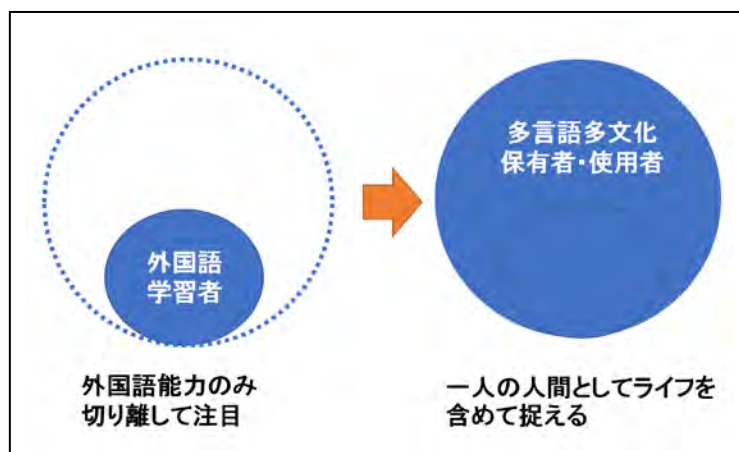 外国語
学習者
多言語多文化
保有者・使用者
外国語能力のみ
切り離して注目
一人の人間としてライフを
含めて捉える